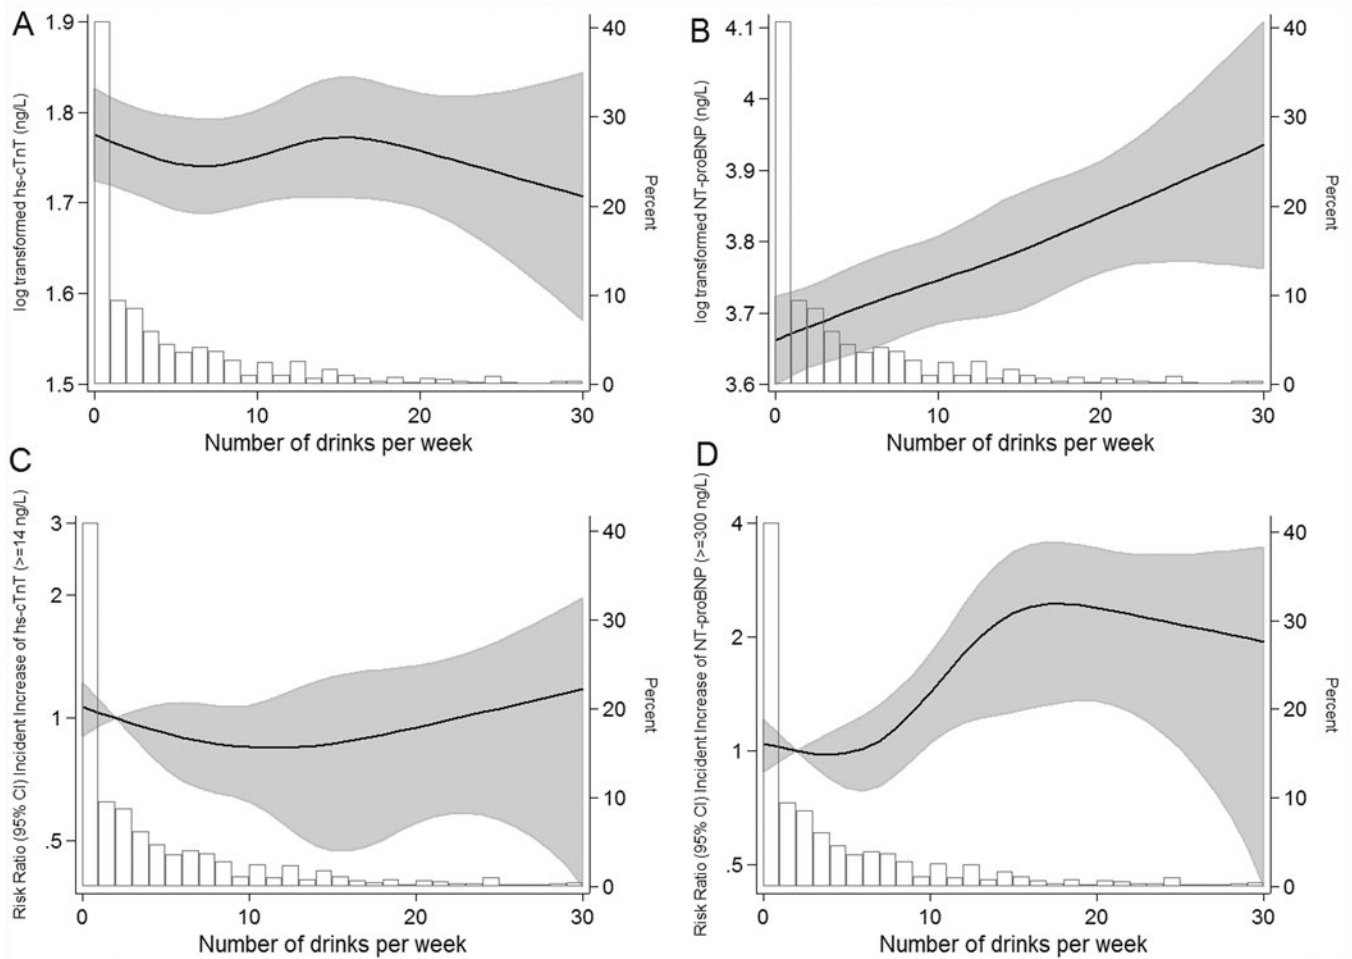 A
log transformed hs-cTnT (ng/L)
1.9
1.8
1.7
1.6
1.5
40
30
20
10
0
Percent
0 10 20 30
Number of drinks per week
B
log transformed NT-proBNP (ng/L)
4.1
4
3.9
3.8
3.7
3.6
40
30
20
10
0
Percent
0 10 20 30
Number of drinks per week
C
Risk Ratio (95% CI) Incident Increase of hs-cTnT (>=14 ng/L)
3
2
1
.5
40
30
20
10
0
Percent
0 10 20 30
Number of drinks per week
D
Risk Ratio (95% CI) Incident Increase of NT-proBNP (>=300 ng/L)
4
2
1
.5
40
30
20
10
0
Percent
0 10 20 30
Number of drinks per week